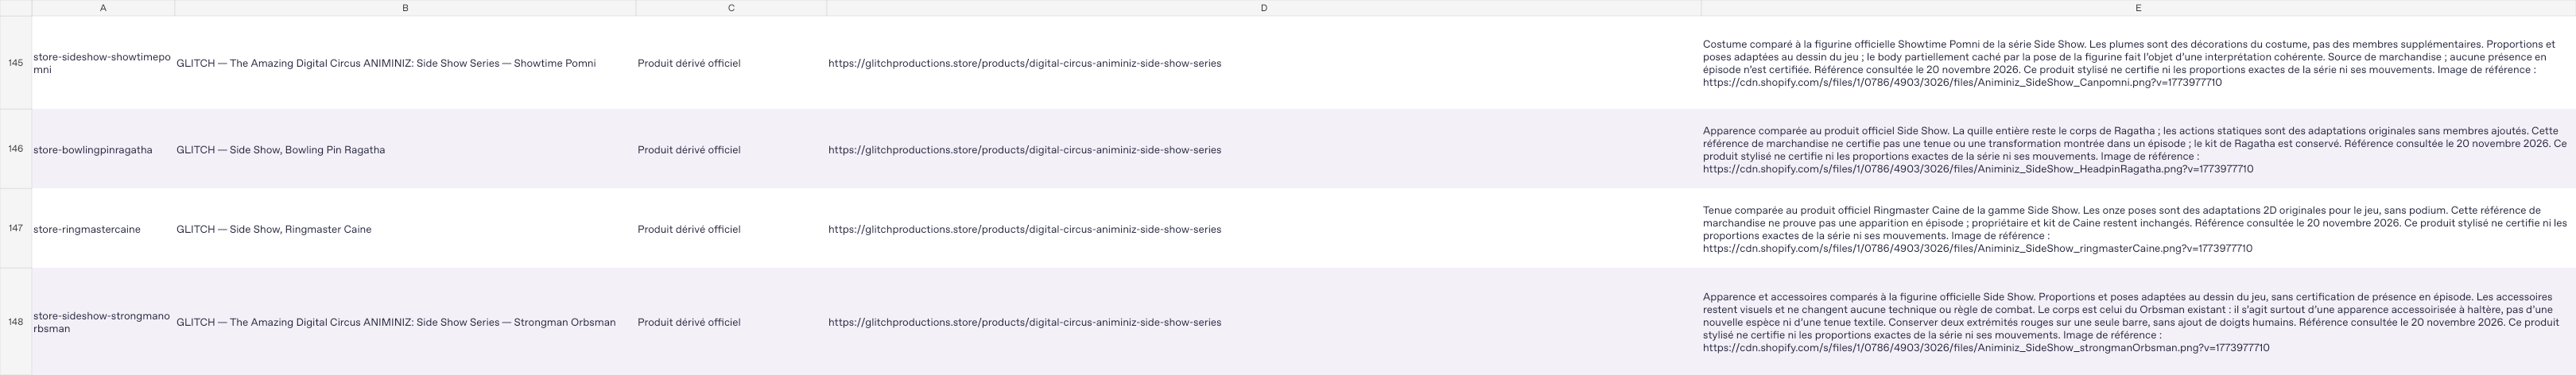 A B C D E
145
store-sideshow-showtimepo
mni
GLITCH — The Amazing Digital Circus ANIMINIZ: Side Show Series — Showtime Pomni
Produit dérivé officiel
https://glitchproductions.store/products/digital-circus-animiniz-side-show-series
Costume comparé à la figurine officielle Showtime Pomni de la série Side Show. Les plumes sont des décorations du costume, pas des membres supplémentaires. Proportions et
poses adaptées au dessin du jeu ; le body partiellement caché par la pose de la figurine fait l’objet d’une interprétation cohérente. Source de marchandise ; aucune présence en
épisode n’est certifiée. Référence consultée le 20 novembre 2026. Ce produit stylisé ne certifie ni les proportions exactes de la série ni ses mouvements. Image de référence :
https://cdn.shopify.com/s/files/1/0786/4903/3026/files/Animiniz_SideShow_Canpomni.png?v=1773977710
146
store-bowlingpinragatha
GLITCH — Side Show, Bowling Pin Ragatha
Produit dérivé officiel
https://glitchproductions.store/products/digital-circus-animiniz-side-show-series
Apparence comparée au produit officiel Side Show. La quille entière reste le corps de Ragatha ; les actions statiques sont des adaptations originales sans membres ajoutés. Cette
référence de marchandise ne certifie pas une tenue ou une transformation montrée dans un épisode ; le kit de Ragatha est conservé. Référence consultée le 20 novembre 2026. Ce
produit stylisé ne certifie ni les proportions exactes de la série ni ses mouvements. Image de référence :
https://cdn.shopify.com/s/files/1/0786/4903/3026/files/Animiniz_SideShow_HeadpinRagatha.png?v=1773977710
147
store-ringmastercaine
GLITCH — Side Show, Ringmaster Caine
Produit dérivé officiel
https://glitchproductions.store/products/digital-circus-animiniz-side-show-series
Tenue comparée au produit officiel Ringmaster Caine de la gamme Side Show. Les onze poses sont des adaptations 2D originales pour le jeu, sans podium. Cette référence de
marchandise ne prouve pas une apparition en épisode ; propriétaire et kit de Caine restent inchangés. Référence consultée le 20 novembre 2026. Ce produit stylisé ne certifie ni les
proportions exactes de la série ni ses mouvements. Image de référence :
https://cdn.shopify.com/s/files/1/0786/4903/3026/files/Animiniz_SideShow_ringmasterCaine.png?v=1773977710
148
store-sideshow-strongmano
rbsman
GLITCH — The Amazing Digital Circus ANIMINIZ: Side Show Series — Strongman Orbsman
Produit dérivé officiel
https://glitchproductions.store/products/digital-circus-animiniz-side-show-series
Apparence et accessoires comparés à la figurine officielle Side Show. Proportions et poses adaptées au dessin du jeu, sans certification de présence en épisode. Les accessoires
restent visuels et ne changent aucune technique ou règle de combat. Le corps est celui du Orbsman existant : il s’agit surtout d’une apparence accessoirisée à haltère, pas d’une
nouvelle espèce ni d’une tenue textile. Conserver deux extrémités rouges sur une seule barre, sans ajout de doigts humains. Référence consultée le 20 novembre 2026. Ce produit
stylisé ne certifie ni les proportions exactes de la série ni ses mouvements. Image de référence :
https://cdn.shopify.com/s/files/1/0786/4903/3026/files/Animiniz_SideShow_strongmanOrbsman.png?v=1773977710